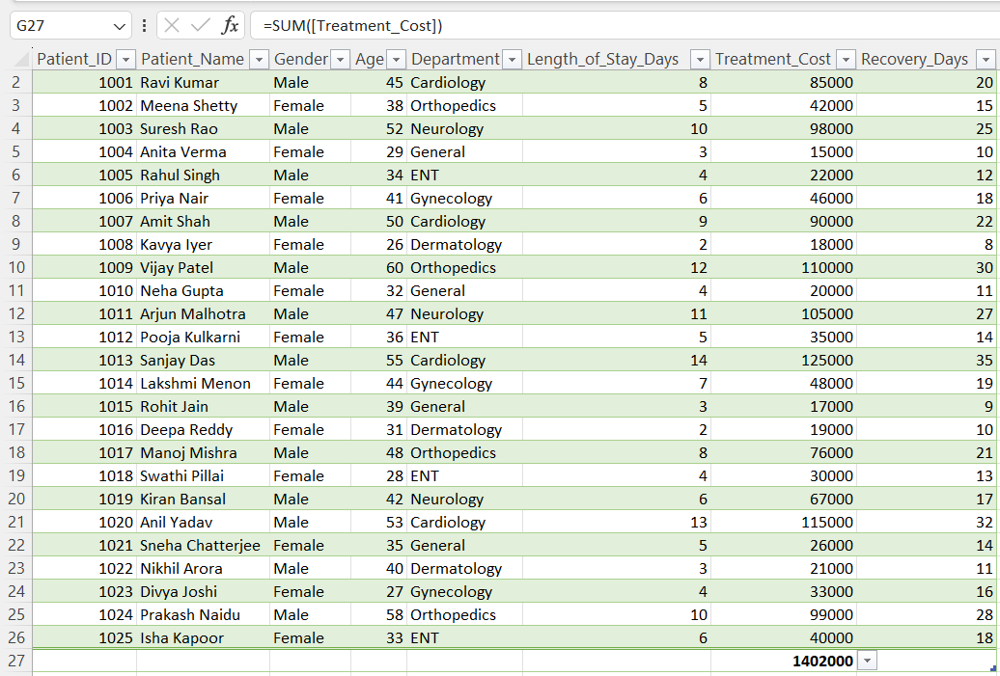 G27 fx =SUM([Treatment_Cost])
Patient_ID Patient_Name Gender Age Department Length_of_Stay_Days Treatment_Cost Recovery_Days
2 1001 Ravi Kumar Male 45 Cardiology 8 85000 20
3 1002 Meena Shetty Female 38 Orthopedics 5 42000 15
4 1003 Suresh Rao Male 52 Neurology 10 98000 25
5 1004 Anita Verma Female 29 General 3 15000 10
6 1005 Rahul Singh Male 34 ENT 4 22000 12
7 1006 Priya Nair Female 41 Gynecology 6 46000 18
8 1007 Amit Shah Male 50 Cardiology 9 90000 22
9 1008 Kavya Iyer Female 26 Dermatology 2 18000 8
10 1009 Vijay Patel Male 60 Orthopedics 12 110000 30
11 1010 Neha Gupta Female 32 General 4 20000 11
12 1011 Arjun Malhotra Male 47 Neurology 11 105000 27
13 1012 Pooja Kulkarni Female 36 ENT 5 35000 14
14 1013 Sanjay Das Male 55 Cardiology 14 125000 35
15 1014 Lakshmi Menon Female 44 Gynecology 7 48000 19
16 1015 Rohit Jain Male 39 General 3 17000 9
17 1016 Deepa Reddy Female 31 Dermatology 2 19000 10
18 1017 Manoj Mishra Male 48 Orthopedics 8 76000 21
19 1018 Swathi Pillai Female 28 ENT 4 30000 13
20 1019 Kiran Bansal Male 42 Neurology 6 67000 17
21 1020 Anil Yadav Male 53 Cardiology 13 115000 32
22 1021 Sneha Chatterjee Female 35 General 5 26000 14
23 1022 Nikhil Arora Male 40 Dermatology 3 21000 11
24 1023 Divya Joshi Female 27 Gynecology 4 33000 16
25 1024 Prakash Naidu Male 58 Orthopedics 10 99000 28
26 1025 Isha Kapoor Female 33 ENT 6 40000 18
27 1402000